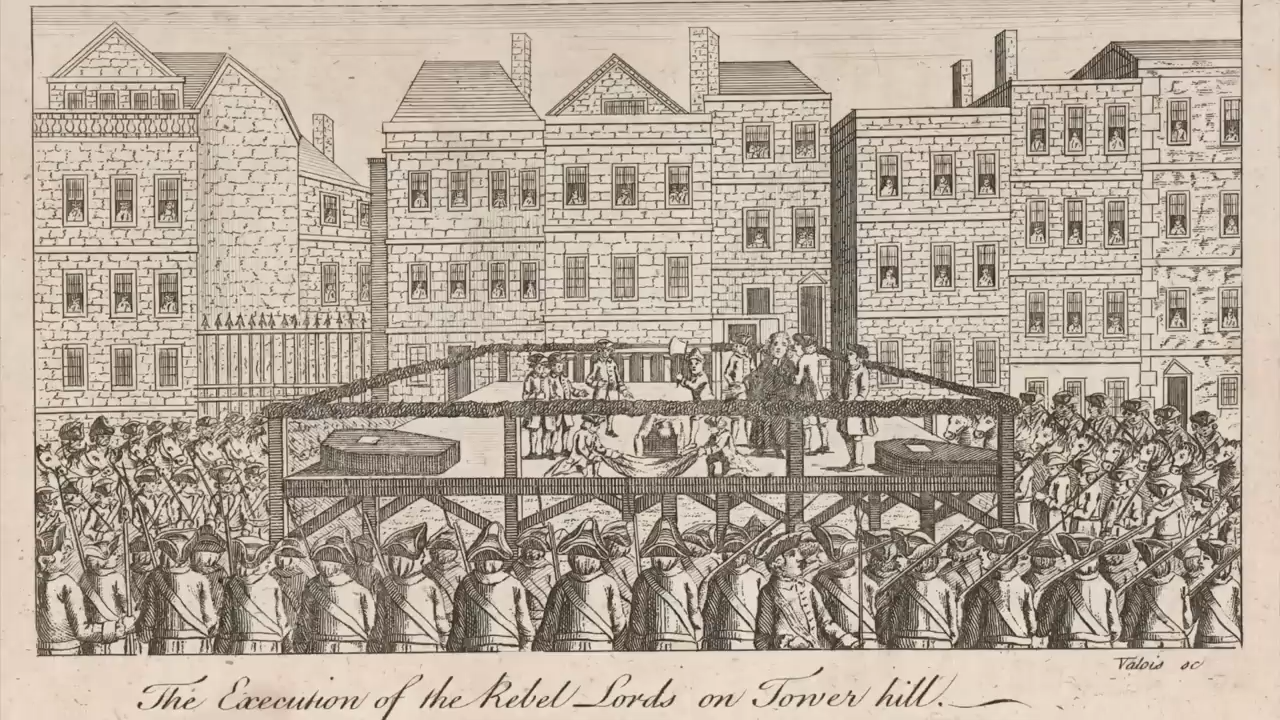 Valois sc
The Execution of the Rebel Lords on Tower hill.